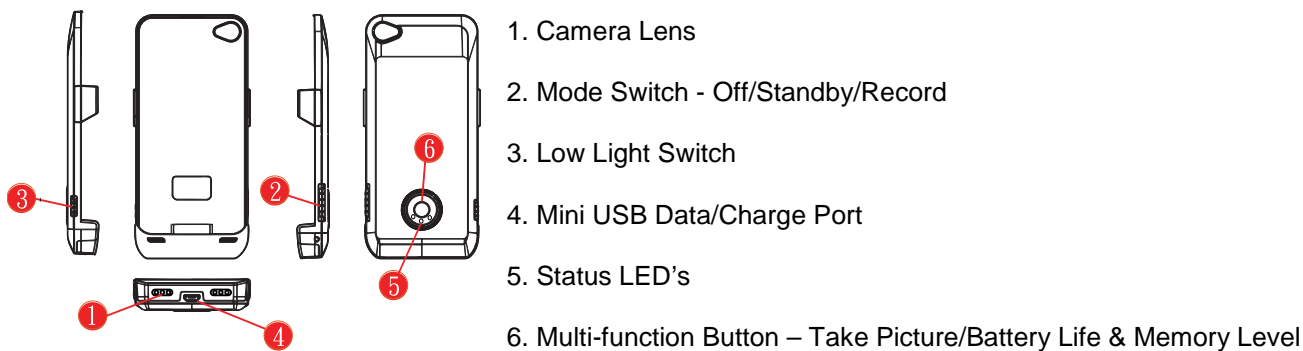 1. Camera Lens
2. Mode Switch - Off/Standby/Record
3. Low Light Switch
4. Mini USB Data/Charge Port
5. Status LED's
6. Multi-function Button – Take Picture/Battery Life & Memory Level
6
3
2
5
1
4